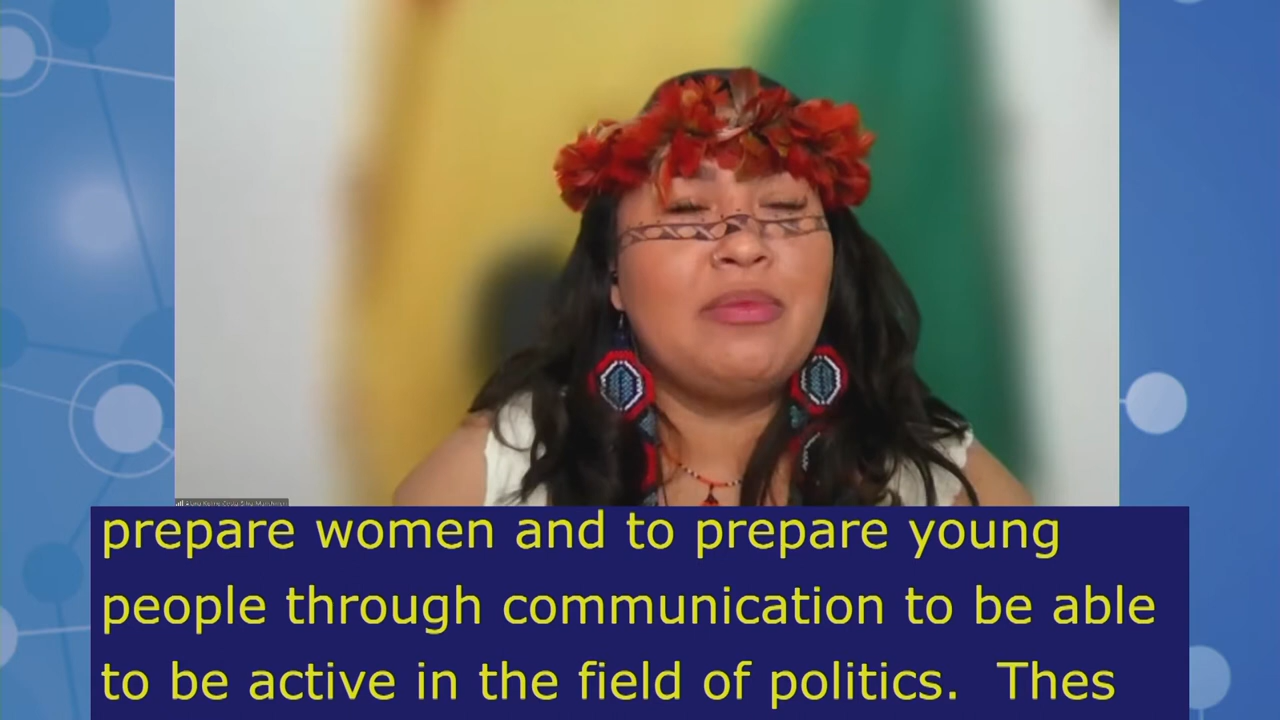 prepare women and to prepare young
people through communication to be able
to be active in the field of politics.  Thes